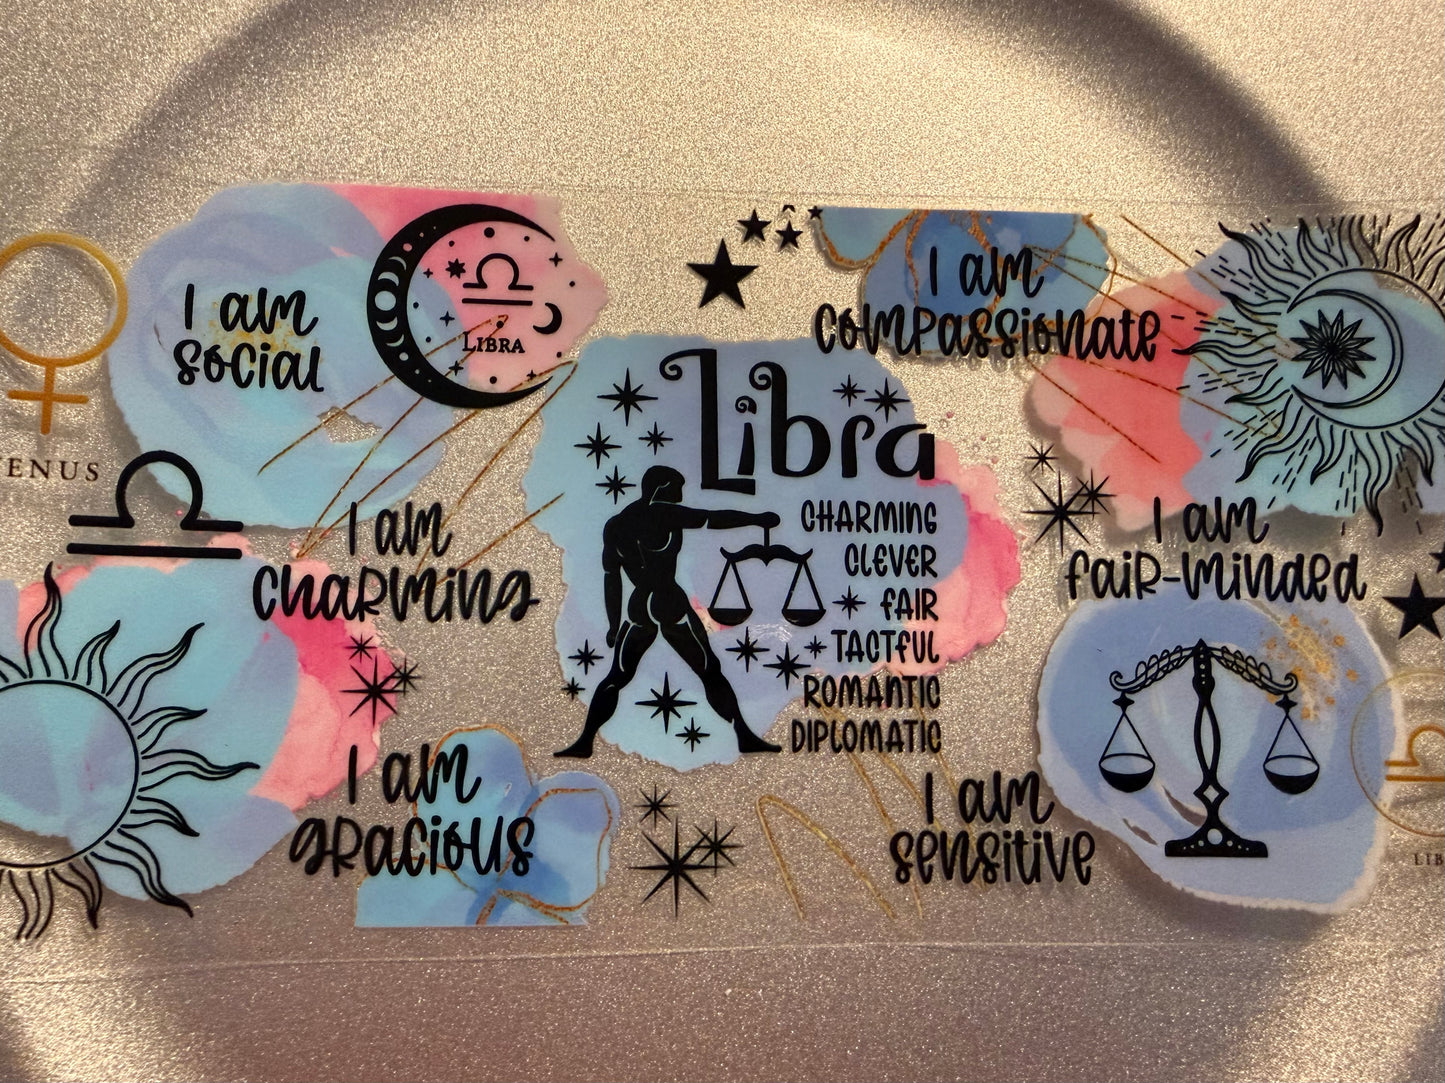 I am
social
LIBRA
VENUS
I am
charming
I am
gracious
Libra
CHARMING
CLEVER
FAIR
TACTFUL
ROMANTIC
DIPLOMATIC
I am
compassionate
I am
fair-minded
I am
sensitive
LIB